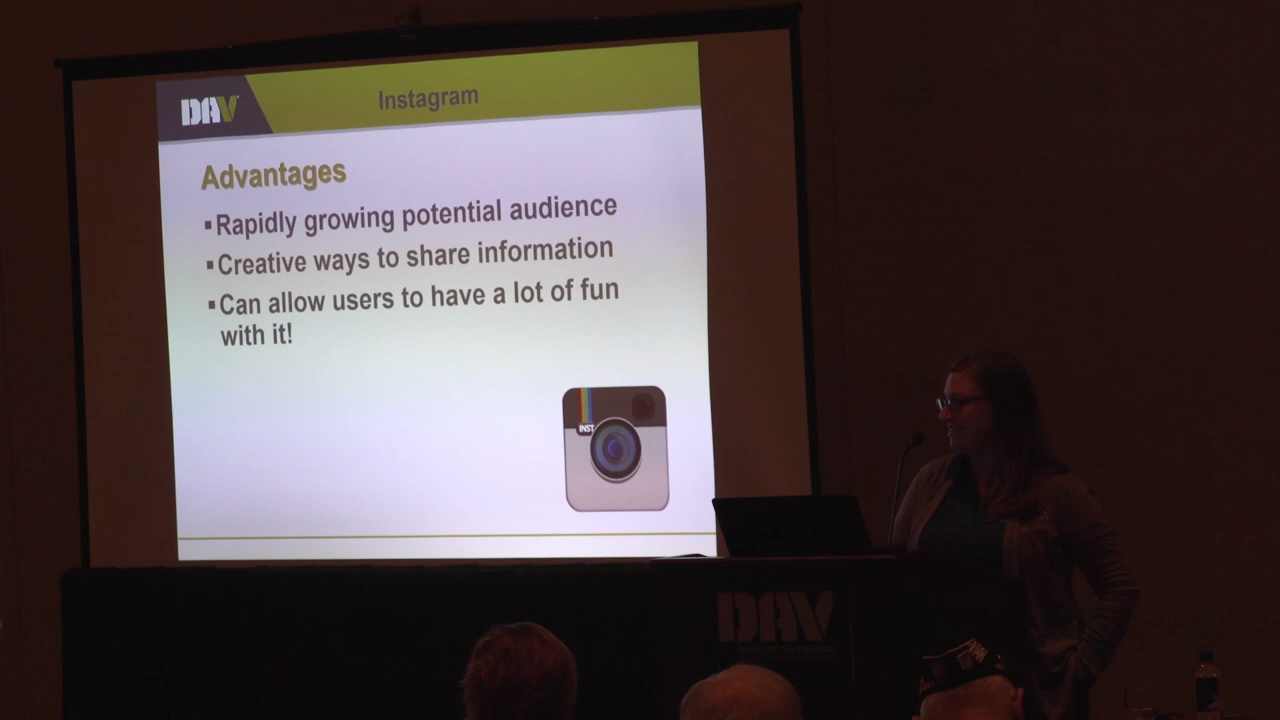 DAV
Instagram
Advantages
▪Rapidly growing potential audience
▪Creative ways to share information
▪Can allow users to have a lot of fun
with it!
INST
DAV